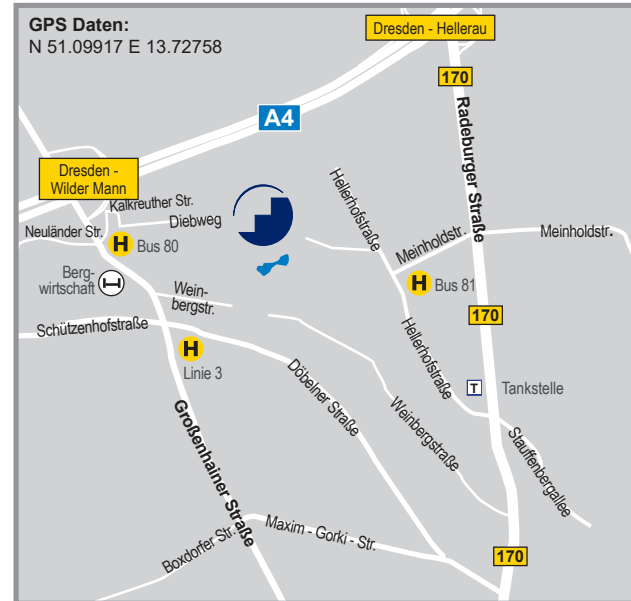 GPS Daten:
N 51.09917 E 13.72758
Dresden - Hellerau
170
A4
Radeburger Straße
Dresden -
Wilder Mann
Kalkreuther Str.
Diebweg
Neuländer Str.
H Bus 80
Hellerhofstraße
Meinholdstr.
Meinholdstr.
Berg-
wirtschaft
H Bus 81
Wein-
bergstr.
170
Schützenhofstraße
H
Linie 3
Hellerhofstraße
Döbelner Straße
T Tankstelle
Weinbergstraße
Stauffenbergallee
Großenhainer Straße
Boxdorfer Str.
Maxim - Gorki - Str.
170